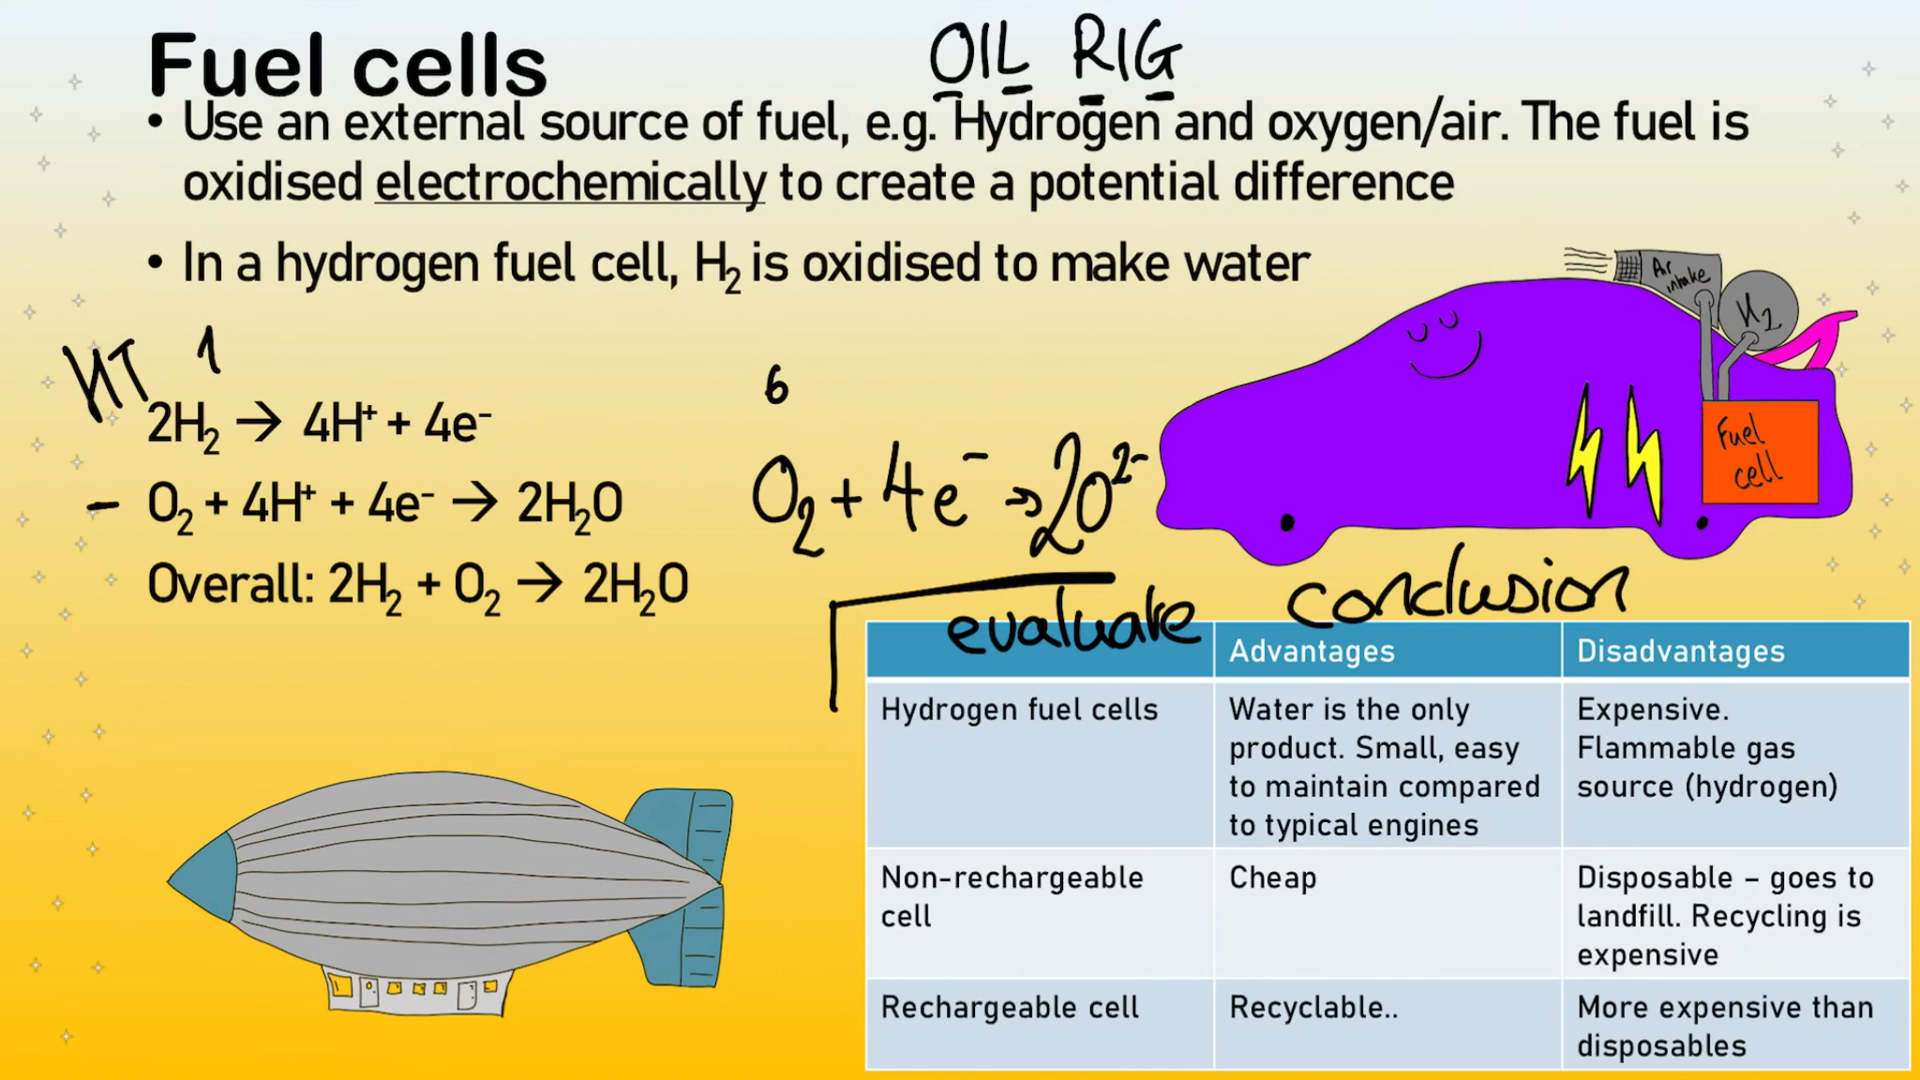 Fuel cells
OIL RIG
• Use an external source of fuel, e.g. Hydrogen and oxygen/air. The fuel is
oxidised electrochemically to create a potential difference
• In a hydrogen fuel cell, H₂ is oxidised to make water
Air
intake
H₂
HT
1
6
2H₂ → 4H⁺ + 4e⁻
Fuel
cell
- O₂ + 4H⁺ + 4e⁻ → 2H₂O
O₂ + 4e⁻ → 2O²⁻
Overall: 2H₂ + O₂ → 2H₂O
evaluate
conclusion
Advantages
Disadvantages
Hydrogen fuel cells
Water is the only
product. Small, easy
to maintain compared
to typical engines
Expensive.
Flammable gas
source (hydrogen)
Non-rechargeable
cell
Cheap
Disposable – goes to
landfill. Recycling is
expensive
Rechargeable cell
Recyclable..
More expensive than
disposables